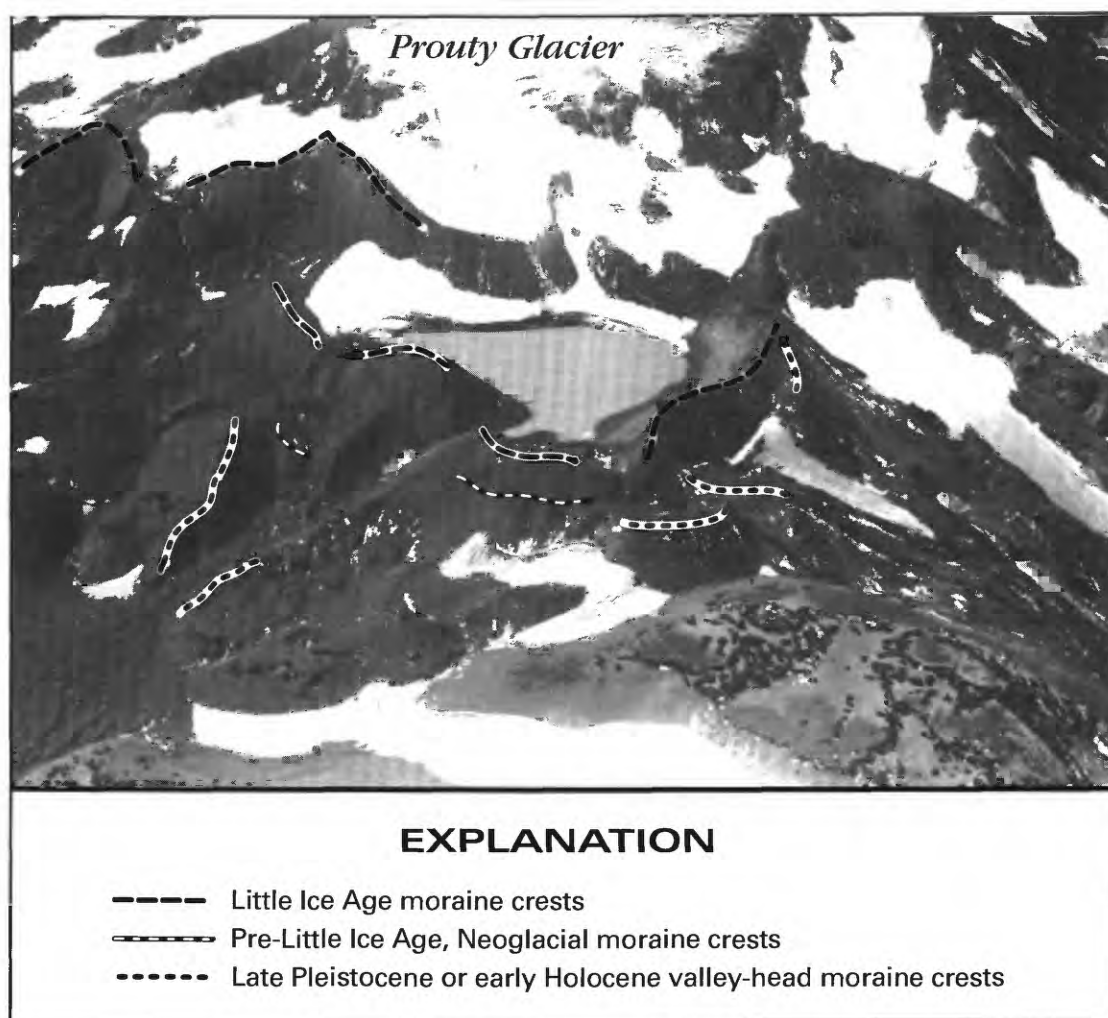 Prouty Glacier
EXPLANATION
Little Ice Age moraine crests
Pre-Little Ice Age, Neoglacial moraine crests
Late Pleistocene or early Holocene valley-head moraine crests